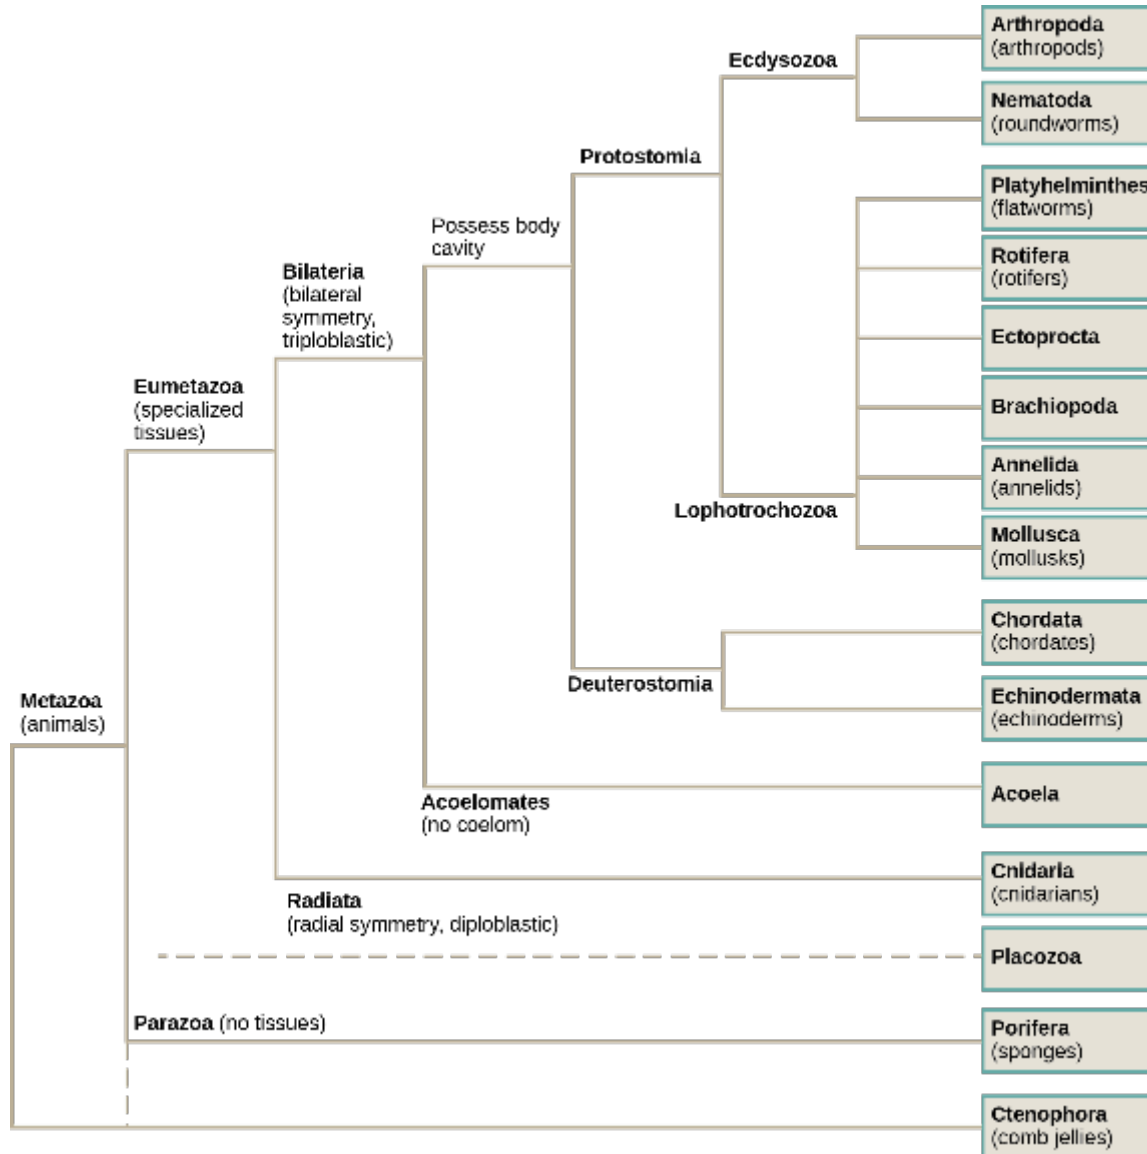 Arthropoda
(arthropods)
Ecdysozoa
Nematoda
(roundworms)
Protostomia
Platyhelminthes
(flatworms)
Possess body
cavity
Rotifera
(rotifers)
Bilateria
(bilateral
symmetry,
triploblastic)
Ectoprocta
Eumetazoa
(specialized
tissues)
Brachiopoda
Annelida
(annelids)
Lophotrochozoa
Mollusca
(mollusks)
Chordata
(chordates)
Deuterostomia
Metazoa
(animals)
Echinodermata
(echinoderms)
Acoelomates
(no coelom)
Acoela
Cnidaria
(cnidarians)
Radiata
(radial symmetry, diploblastic)
Placozoa
Parazoa (no tissues)
Porifera
(sponges)
Ctenophora
(comb jellies)